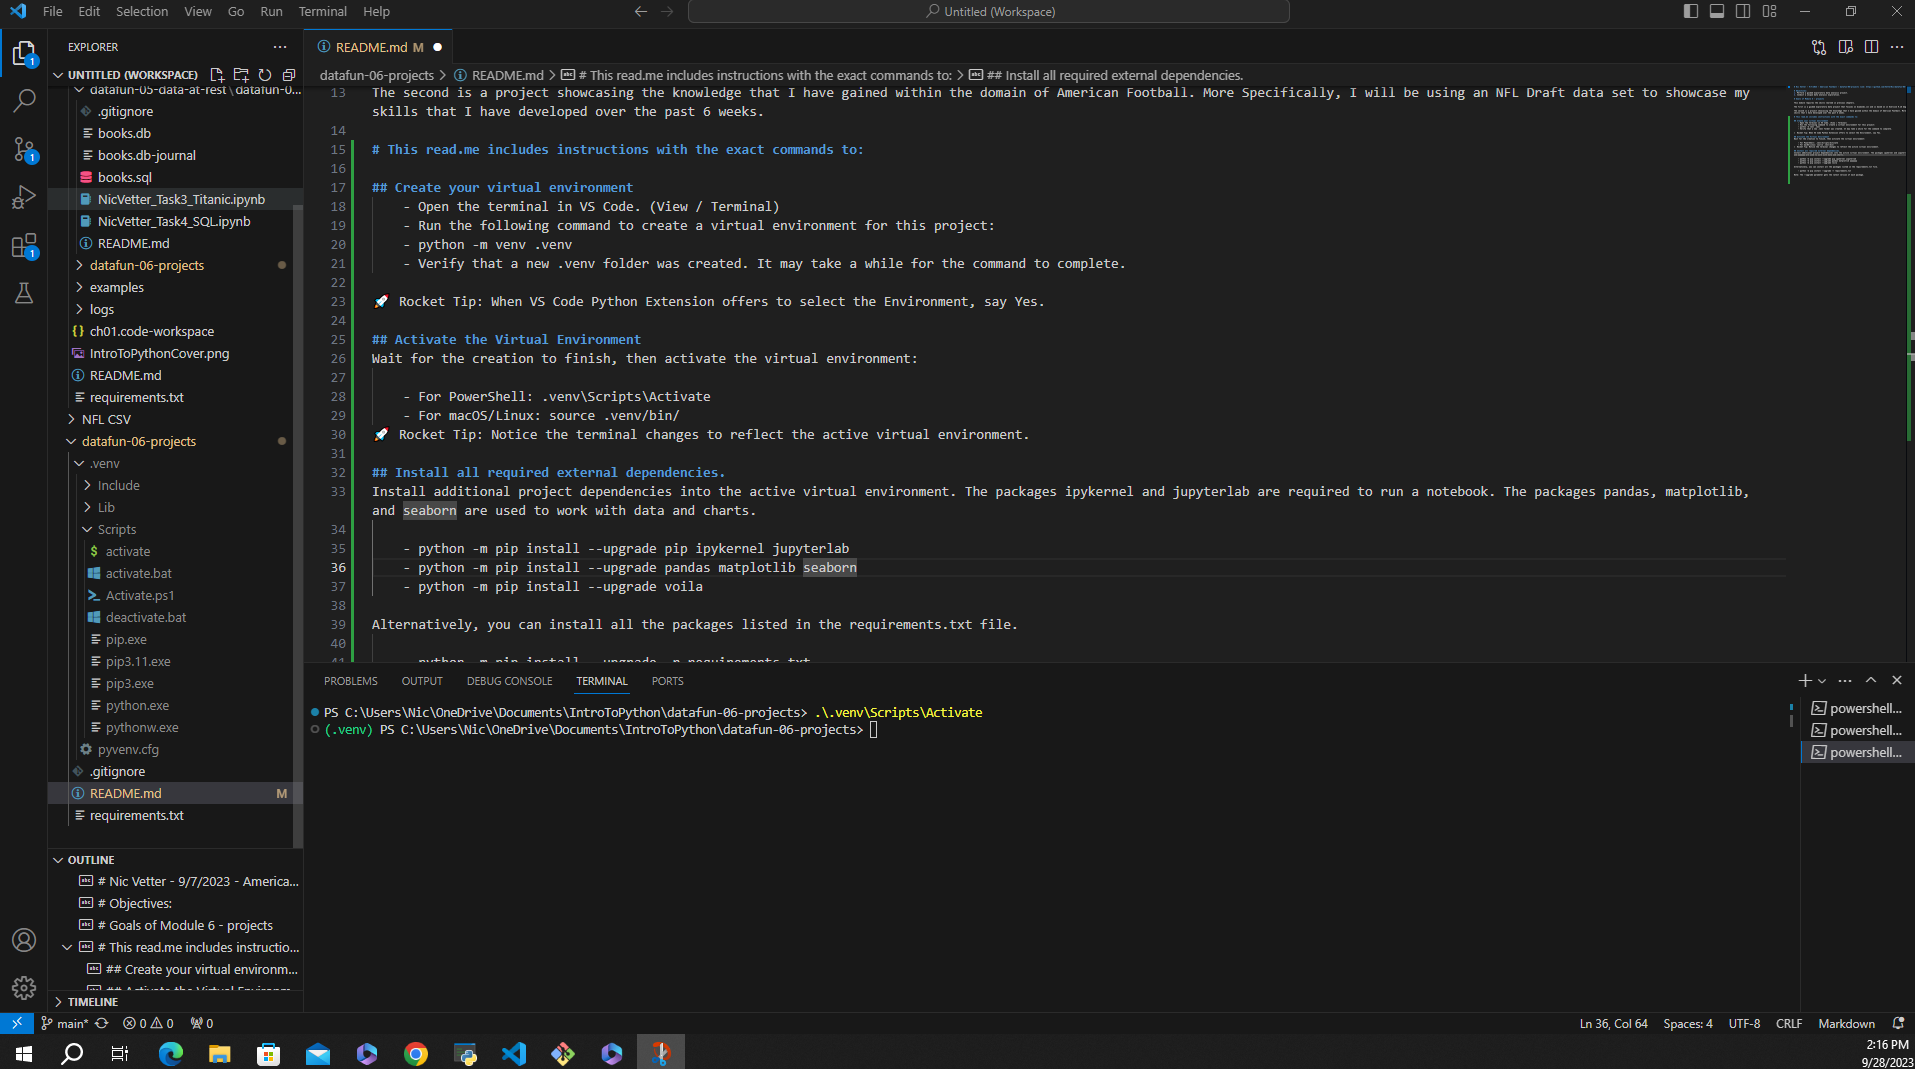 File Edit Selection View Go Run Terminal Help
Untitled (Workspace)
EXPLORER
UNTITLED (WORKSPACE)
datafun-05-data-at-rest \ datafun-0...
.gitignore
books.db
books.db-journal
books.sql
NicVetter_Task3_Titanic.ipynb
NicVetter_Task4_SQL.ipynb
README.md
datafun-06-projects
examples
logs
ch01.code-workspace
IntroToPythonCover.png
README.md
requirements.txt
NFL CSV
datafun-06-projects
.venv
Include
Lib
Scripts
activate
activate.bat
Activate.ps1
deactivate.bat
pip.exe
pip3.11.exe
pip3.exe
python.exe
pythonw.exe
pyvenv.cfg
.gitignore
README.md M
requirements.txt
OUTLINE
# Nic Vetter - 9/7/2023 - America...
# Objectives:
# Goals of Module 6 - projects
# This read.me includes instructio...
## Create your virtual environm...
## Activate the Virtual Environm...
TIMELINE
README.md M
datafun-06-projects > README.md > # This read.me includes instructions with the exact commands to: > ## Install all required external dependencies.
13 The second is a project showcasing the knowledge that I have gained within the domain of American Football. More Specifically, I will be using an NFL Draft data set to showcase my
skills that I have developed over the past 6 weeks.
14
15 # This read.me includes instructions with the exact commands to:
16
17 ## Create your virtual environment
18 - Open the terminal in VS Code. (View / Terminal)
19 - Run the following command to create a virtual environment for this project:
20 - python -m venv .venv
21 - Verify that a new .venv folder was created. It may take a while for the command to complete.
22
23 🚀 Rocket Tip: When VS Code Python Extension offers to select the Environment, say Yes.
24
25 ## Activate the Virtual Environment
26 Wait for the creation to finish, then activate the virtual environment:
27
28 - For PowerShell: .venv\Scripts\Activate
29 - For macOS/Linux: source .venv/bin/
30 🚀 Rocket Tip: Notice the terminal changes to reflect the active virtual environment.
31
32 ## Install all required external dependencies.
33 Install additional project dependencies into the active virtual environment. The packages ipykernel and jupyterlab are required to run a notebook. The packages pandas, matplotlib,
and seaborn are used to work with data and charts.
34
35 - python -m pip install --upgrade pip ipykernel jupyterlab
36 - python -m pip install --upgrade pandas matplotlib seaborn
37 - python -m pip install --upgrade voila
38
39 Alternatively, you can install all the packages listed in the requirements.txt file.
40
41 - python -m pip install --upgrade -r requirements.txt
PROBLEMS OUTPUT DEBUG CONSOLE TERMINAL PORTS
PS C:\Users\Nic\OneDrive\Documents\IntroToPython\datafun-06-projects> .\.venv\Scripts\Activate
(.venv) PS C:\Users\Nic\OneDrive\Documents\IntroToPython\datafun-06-projects>
powershell...
powershell...
powershell...
main* 0 0 0
Ln 36, Col 64 Spaces: 4 UTF-8 CRLF Markdown
2:16 PM
9/28/2023